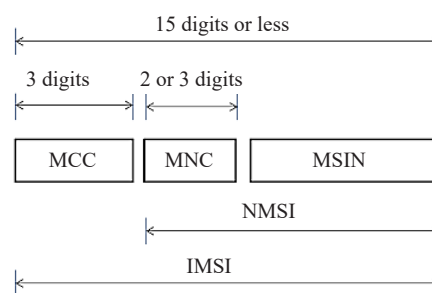 15 digits or less
3 digits 2 or 3 digits
MCC MNC MSIN
NMSI
IMSI